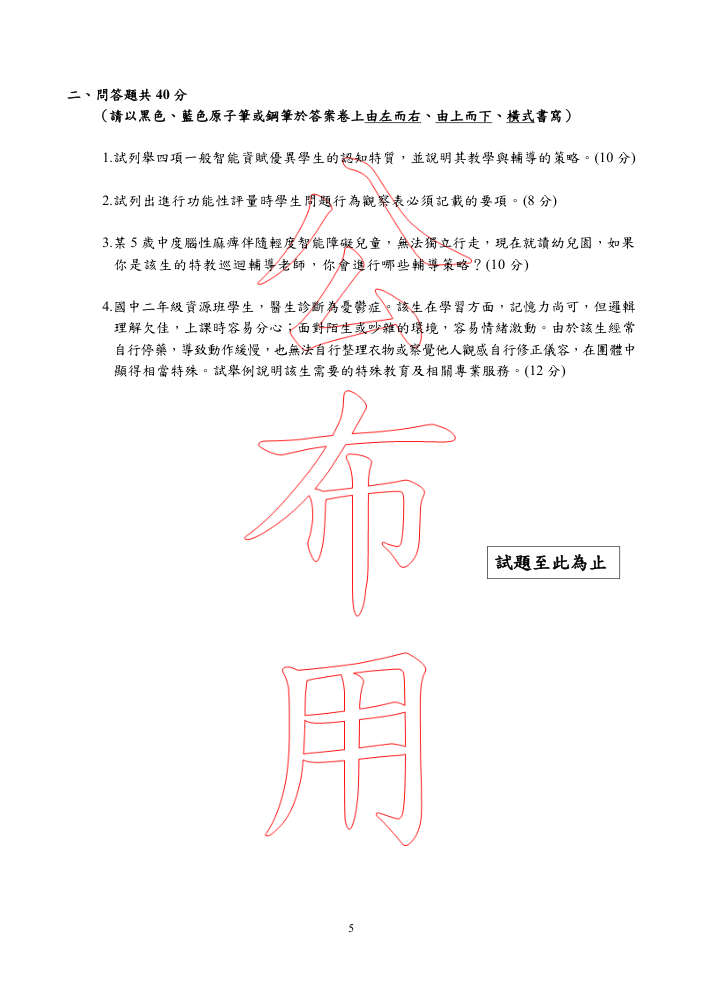 二、問答題共 40 分
（請以黑色、藍色原子筆或鋼筆於答案卷上由左而右、由上而下、橫式書寫）
1.試列舉四項一般智能資賦優異學生的認知特質，並說明其教學與輔導的策略。(10 分)
2.試列出進行功能性評量時學生問題行為觀察表必須記載的要項。(8 分)
3.某 5 歲中度腦性麻痺伴隨輕度智能障礙兒童，無法獨立行走，現在就讀幼兒園，如果
你是該生的特教巡迴輔導老師，你會進行哪些輔導策略？(10 分)
4.國中二年級資源班學生，醫生診斷為憂鬱症。該生在學習方面，記憶力尚可，但邏輯
理解欠佳，上課時容易分心；面對陌生或吵雜的環境，容易情緒激動。由於該生經常
自行停藥，導致動作緩慢，也無法自行整理衣物或察覺他人觀感自行修正儀容，在團體中
顯得相當特殊。試舉例說明該生需要的特殊教育及相關專業服務。(12 分)
公
布
試題至此為止
用
5